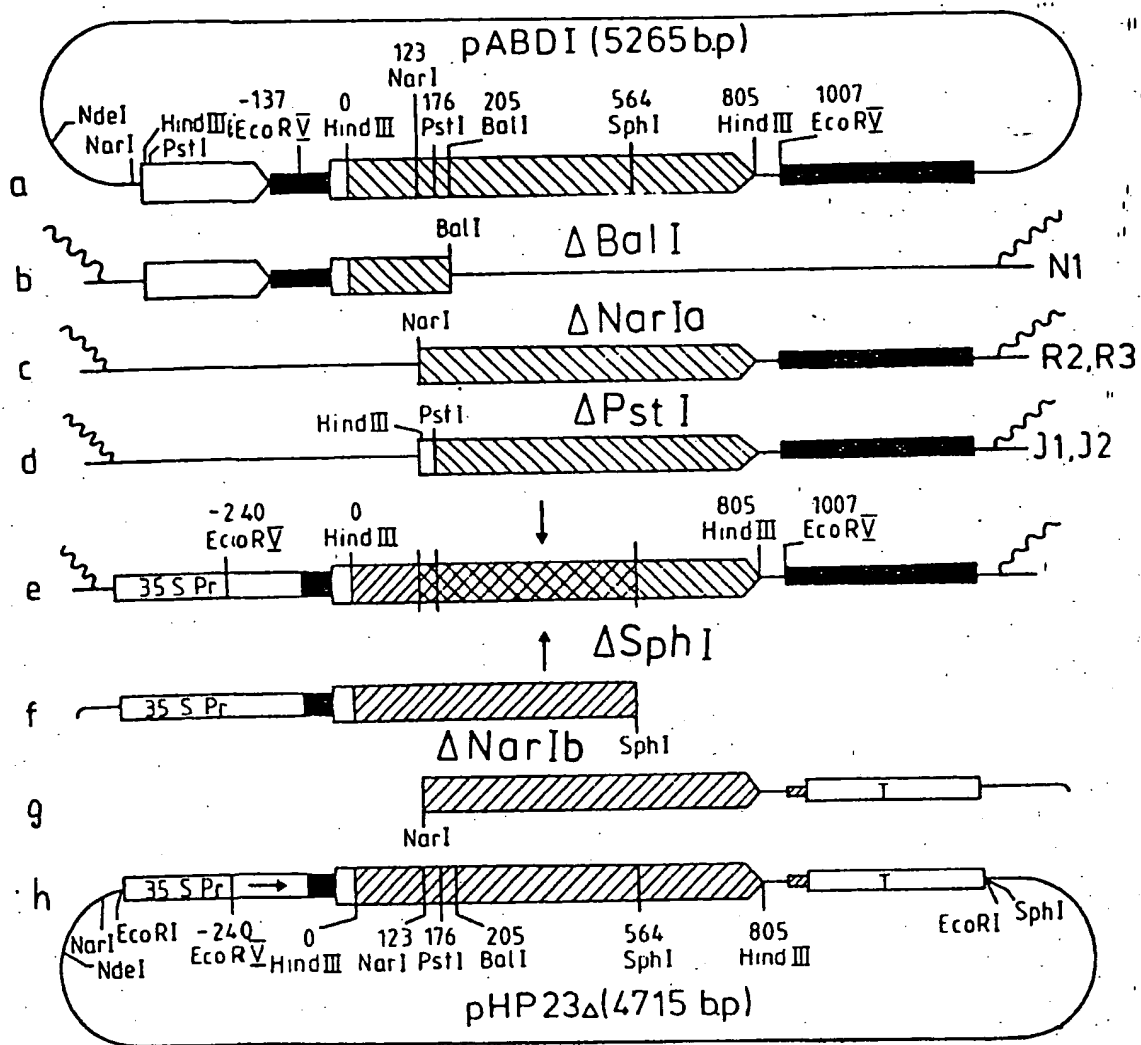 pABDI (5265 b.p)
123
NarI
-137
EcoRV
0
HindIII
176
PstI
205
BalI
564
SphI
805
HindIII
1007
EcoRV
NdeI
NarI
HindIII
PstI
a
BalI
ΔBalI
b
N1
NarI
ΔNarIa
c
R2,R3
HindIII
PstI
ΔPstI
d
J1,J2
-240
EcoRV
0
HindIII
805
HindIII
1007
EcoRV
e
35 S Pr
ΔSphI
f
35 S Pr
SphI
ΔNarIb
g
T
NarI
h
35 S Pr
T
NarI
EcoRI
NdeI
-240
EcoRV
0
HindIII
123
NarI
176
PstI
205
BalI
564
SphI
805
HindIII
EcoRI
SphI
pHP23Δ(4715 bp)